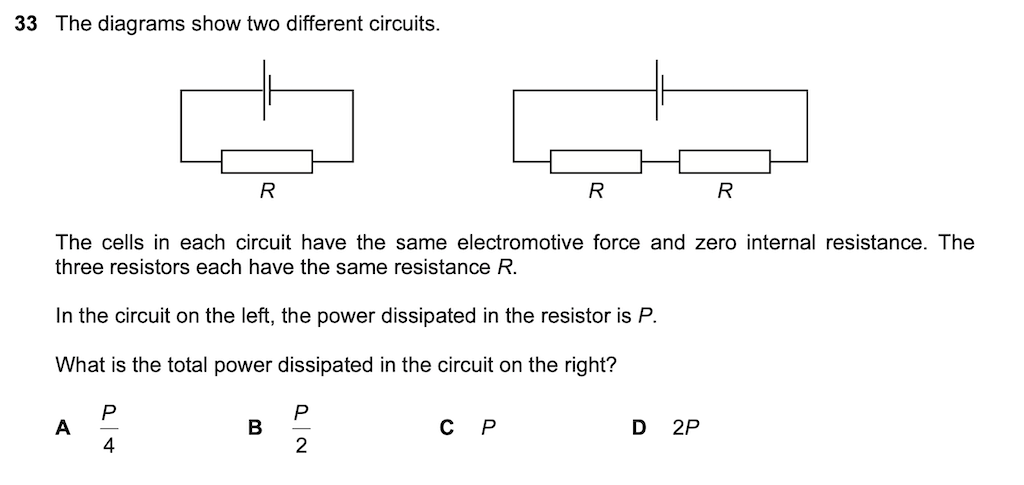 33 The diagrams show two different circuits.
R R R
The cells in each circuit have the same electromotive force and zero internal resistance. The
three resistors each have the same resistance R.
In the circuit on the left, the power dissipated in the resistor is P.
What is the total power dissipated in the circuit on the right?
A P/4 B P/2 C P D 2P